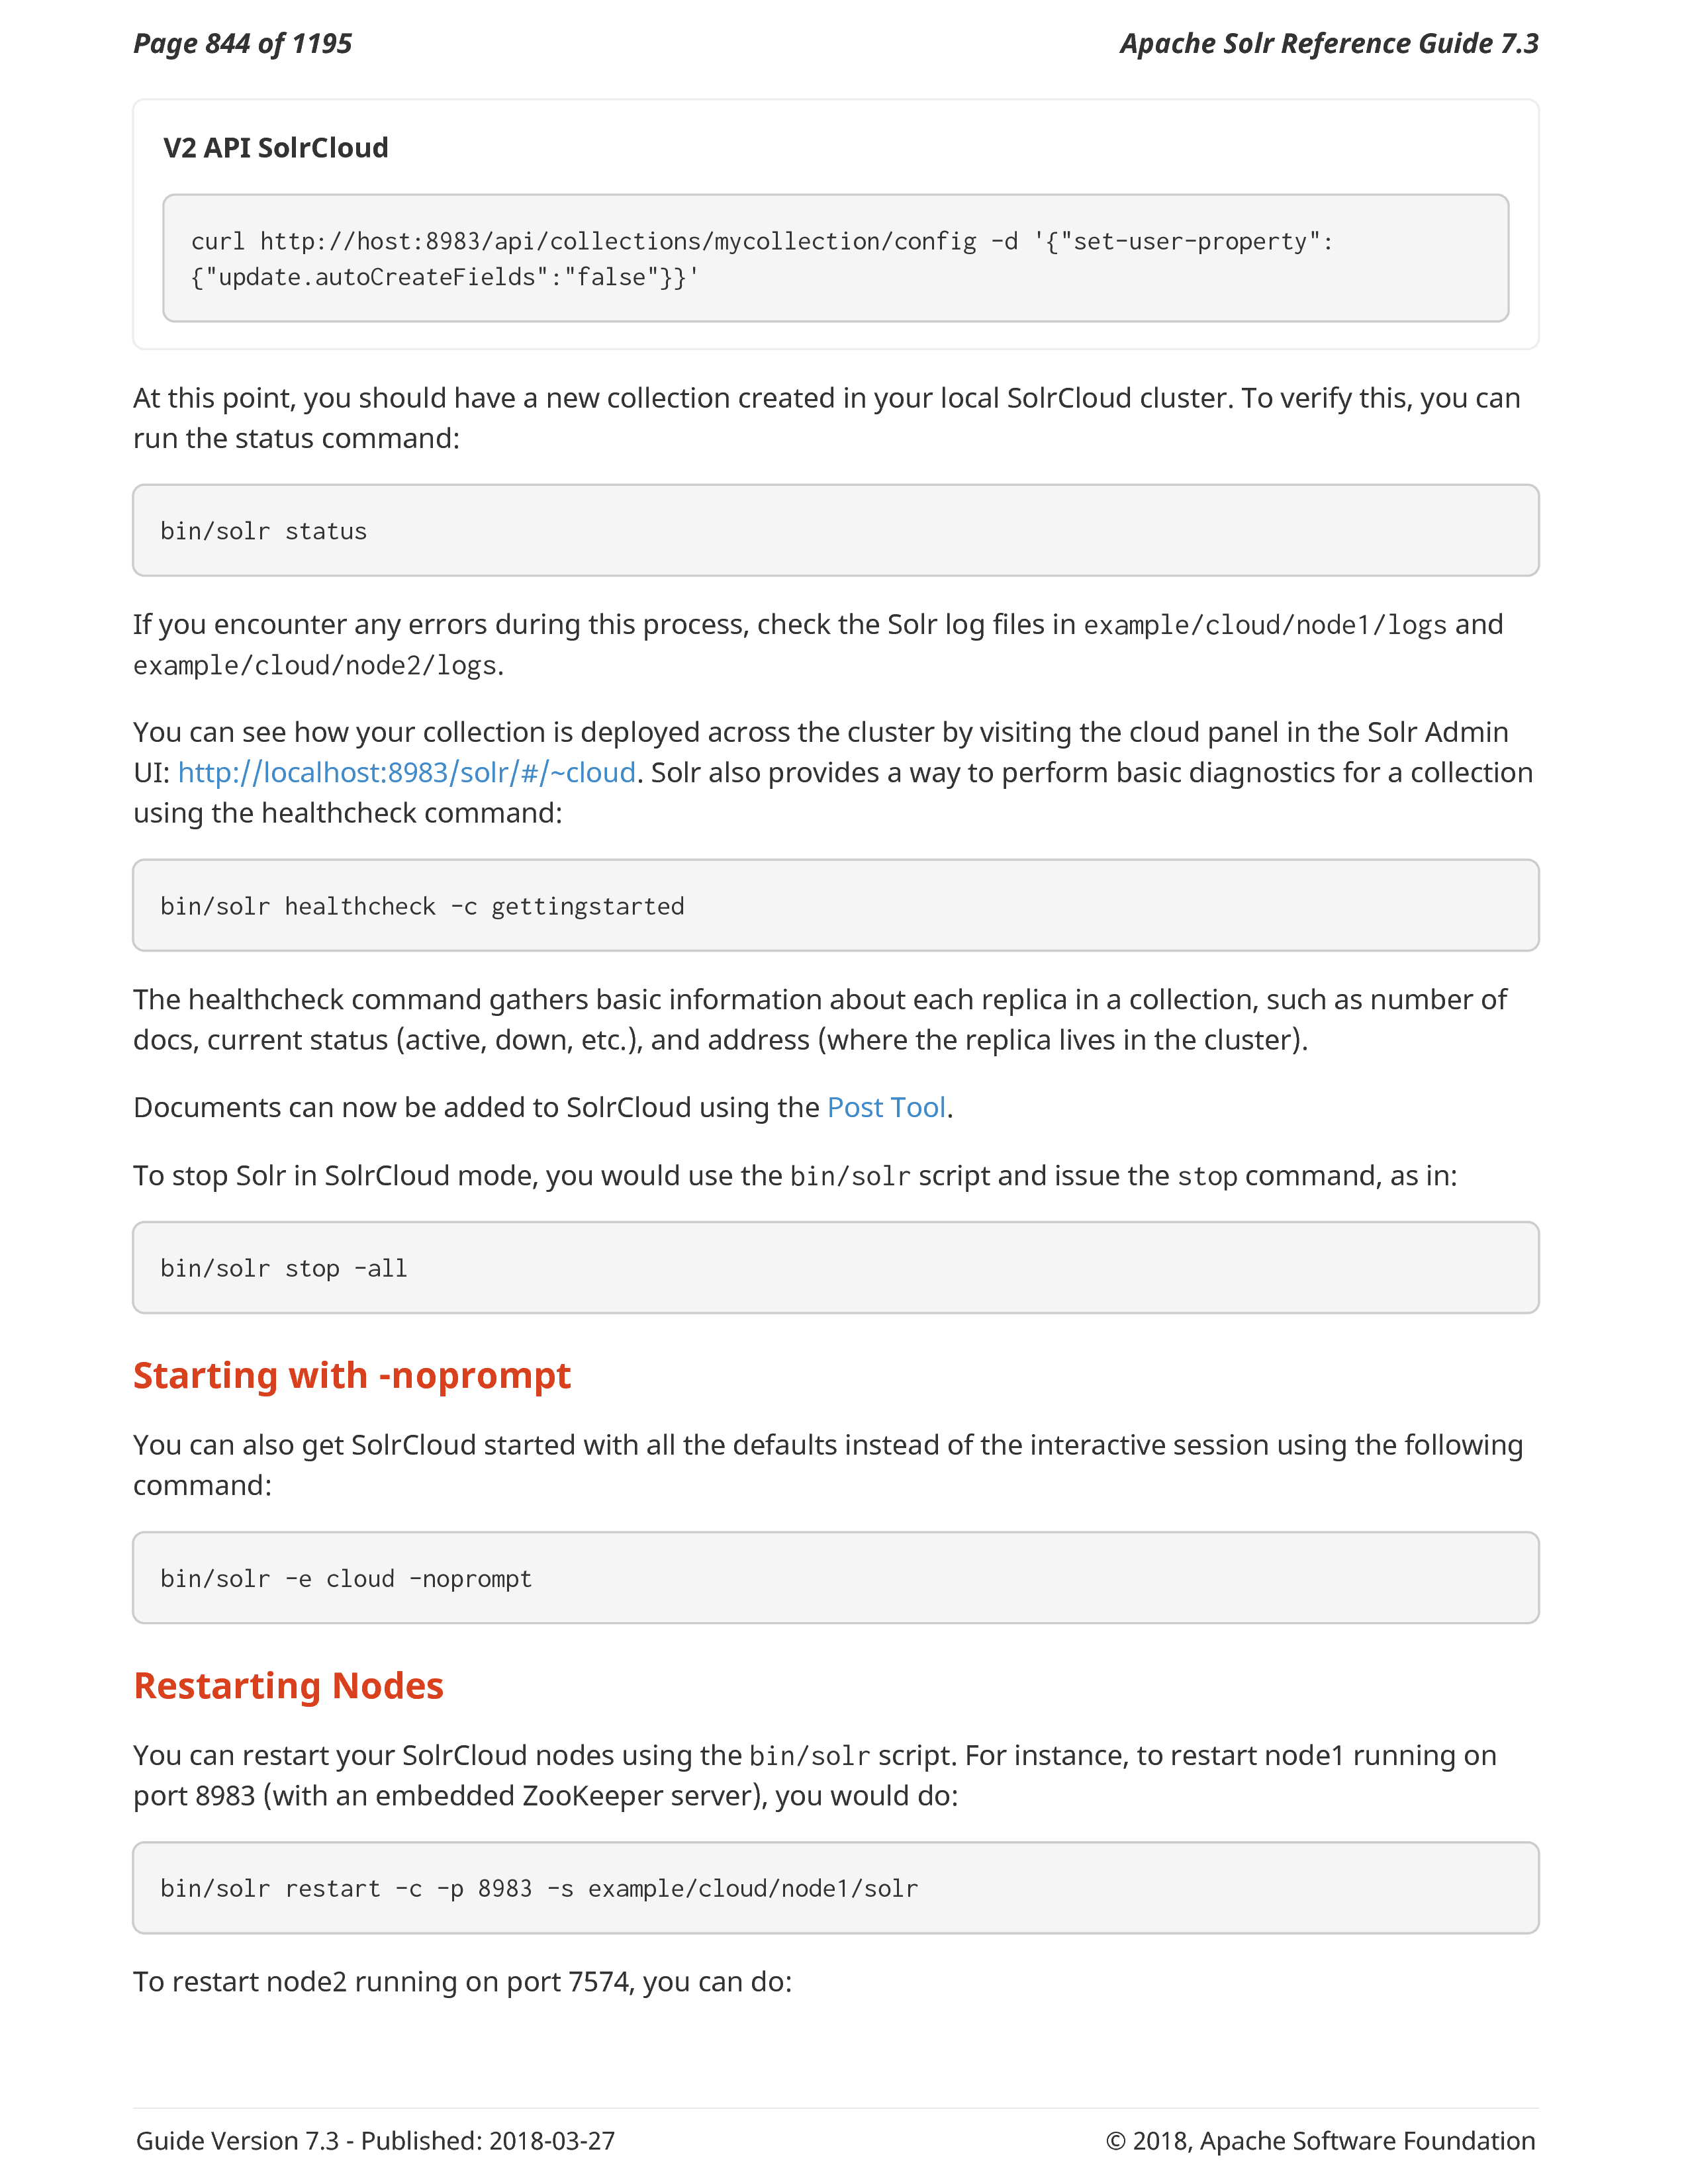 Page 844 of 1195
Apache Solr Reference Guide 7.3
V2 API SolrCloud
curl http://host:8983/api/collections/mycollection/config -d '{"set-user-property":
{"update.autoCreateFields":"false"}}'
At this point, you should have a new collection created in your local SolrCloud cluster. To verify this, you can
run the status command:
bin/solr status
If you encounter any errors during this process, check the Solr log files in example/cloud/node1/logs and
example/cloud/node2/logs.
You can see how your collection is deployed across the cluster by visiting the cloud panel in the Solr Admin
UI: http://localhost:8983/solr/#/~cloud. Solr also provides a way to perform basic diagnostics for a collection
using the healthcheck command:
bin/solr healthcheck -c gettingstarted
The healthcheck command gathers basic information about each replica in a collection, such as number of
docs, current status (active, down, etc.), and address (where the replica lives in the cluster).
Documents can now be added to SolrCloud using the Post Tool.
To stop Solr in SolrCloud mode, you would use the bin/solr script and issue the stop command, as in:
bin/solr stop -all
Starting with -noprompt
You can also get SolrCloud started with all the defaults instead of the interactive session using the following
command:
bin/solr -e cloud -noprompt
Restarting Nodes
You can restart your SolrCloud nodes using the bin/solr script. For instance, to restart node1 running on
port 8983 (with an embedded ZooKeeper server), you would do:
bin/solr restart -c -p 8983 -s example/cloud/node1/solr
To restart node2 running on port 7574, you can do:
Guide Version 7.3 - Published: 2018-03-27
© 2018, Apache Software Foundation